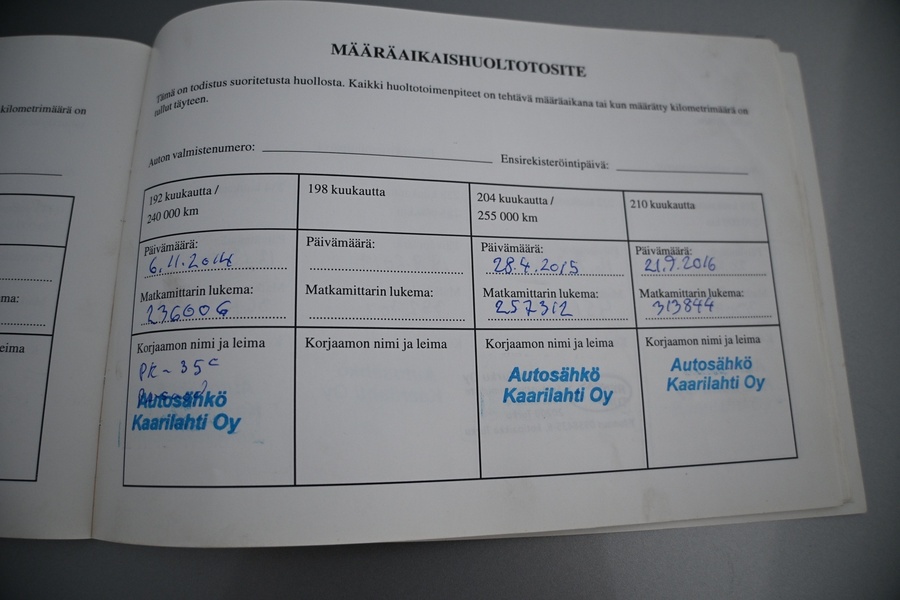 MÄÄRÄAIKAISHUOLTOTOSITE
Tämä on todistus suoritetusta huollosta. Kaikki huoltotoimenpiteet on tehtävä määräaikana tai kun määrätty kilometrimäärä on
tullut täyteen.
kilometrimäärä on
Auton valmistenumero:
Ensirekisteröintipäivä:
192 kuukautta /
240 000 km
Päivämäärä:
6.11.2014
Matkamittarin lukema:
236006
Korjaamon nimi ja leima
PK-35c
Autosähkö
Kaarilahti Oy
198 kuukautta
Päivämäärä:
Matkamittarin lukema:
Korjaamon nimi ja leima
204 kuukautta /
255 000 km
Päivämäärä:
28.4.2015
Matkamittarin lukema:
257312
Korjaamon nimi ja leima
Autosähkö
Kaarilahti Oy
210 kuukautta
Päivämäärä:
21.9.2016
Matkamittarin lukema:
313844
Korjaamon nimi ja leima
Autosähkö
Kaarilahti Oy